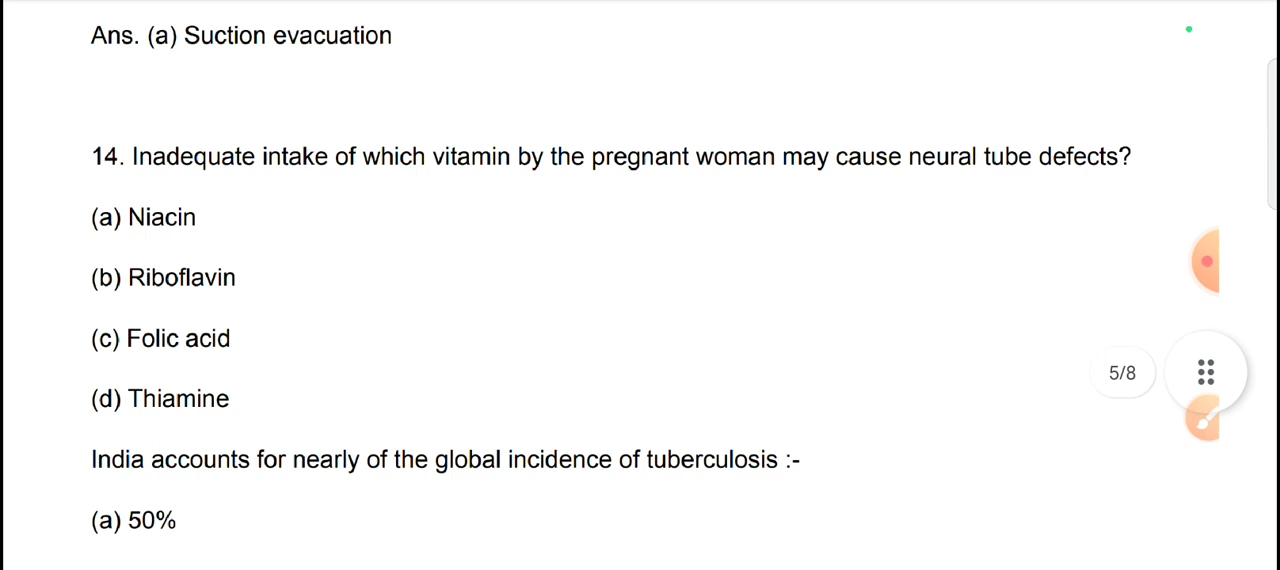 Ans. (a) Suction evacuation
14. Inadequate intake of which vitamin by the pregnant woman may cause neural tube defects?
(a) Niacin
(b) Riboflavin
(c) Folic acid
5/8
(d) Thiamine
India accounts for nearly of the global incidence of tuberculosis :-
(a) 50%